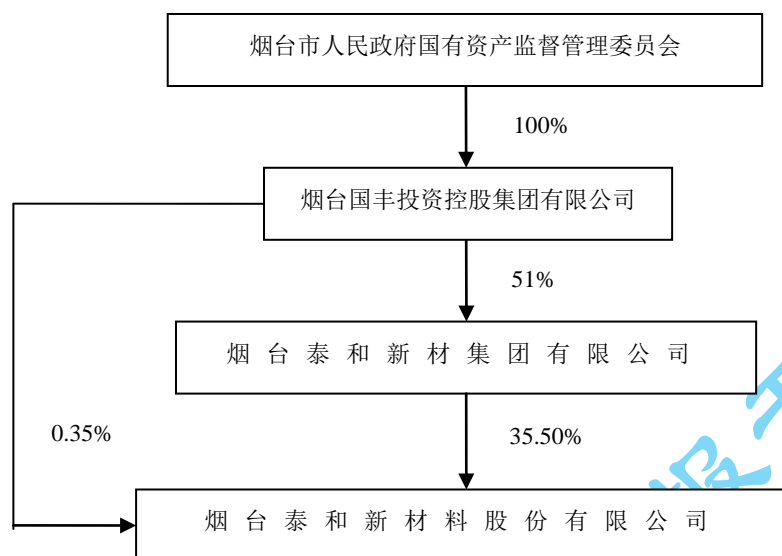 烟台市人民政府国有资产监督管理委员会
100%
烟台国丰投资控股集团有限公司
51%
烟台泰和新材集团有限公司
0.35%
35.50%
烟台泰和新材料股份有限公司